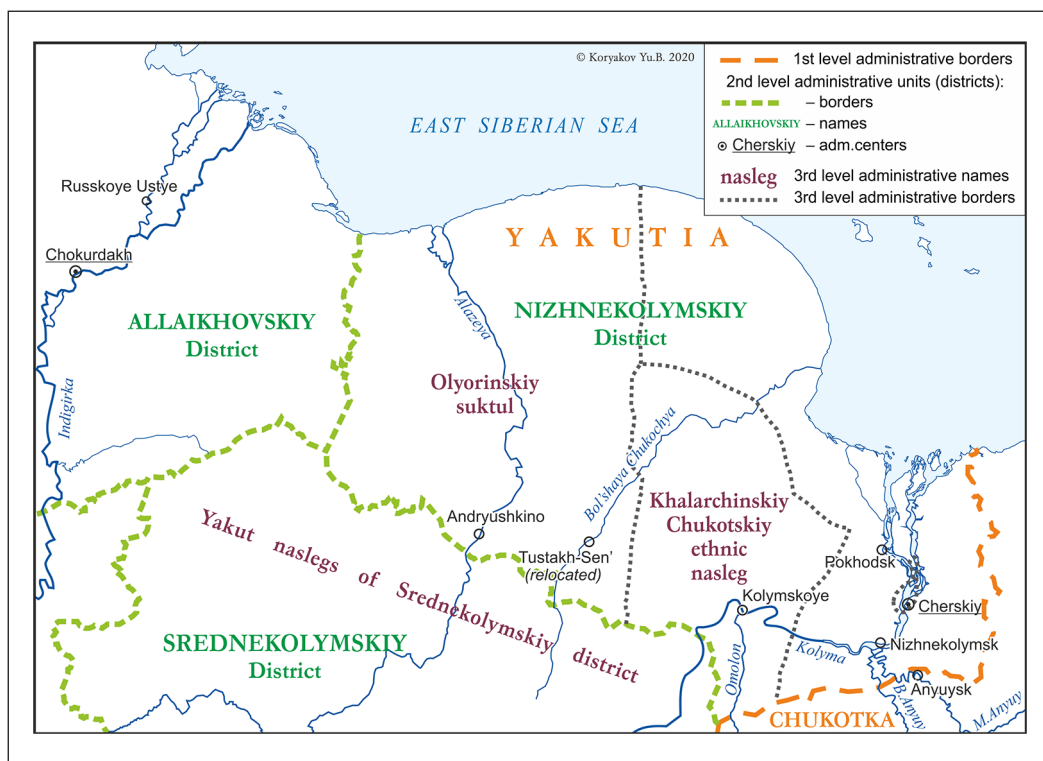 © Koryakov Yu.B. 2020
1st level administrative borders
2nd level administrative units (districts):
– borders
ALLAIKHOVSKIY – names
Cherskiy – adm.centers
nasleg 3rd level administrative names
3rd level administrative borders
EAST SIBERIAN SEA
Russkoye Ustye
Chokurdakh
YAKUTIA
ALLAIKHOVSKIY
District
Alazeya
NIZHNEKOLYMSKIY
District
Indigirka
Olyorinskiy
suktul
Bol'shaya Chukochya
Khalarchinskiy
Chukotskiy
ethnic
nasleg
Andryushkino
Yakut naslegs of Srednekolymskiy district
Tustakh-Sen'
(relocated)
Pokhodsk
Kolymskoye
Cherskiy
SREDNEKOLYMSKIY
District
Omolon
Kolyma
Nizhnekolymsk
Anyuysk
B.Anyuy
M.Anyuy
CHUKOTKA